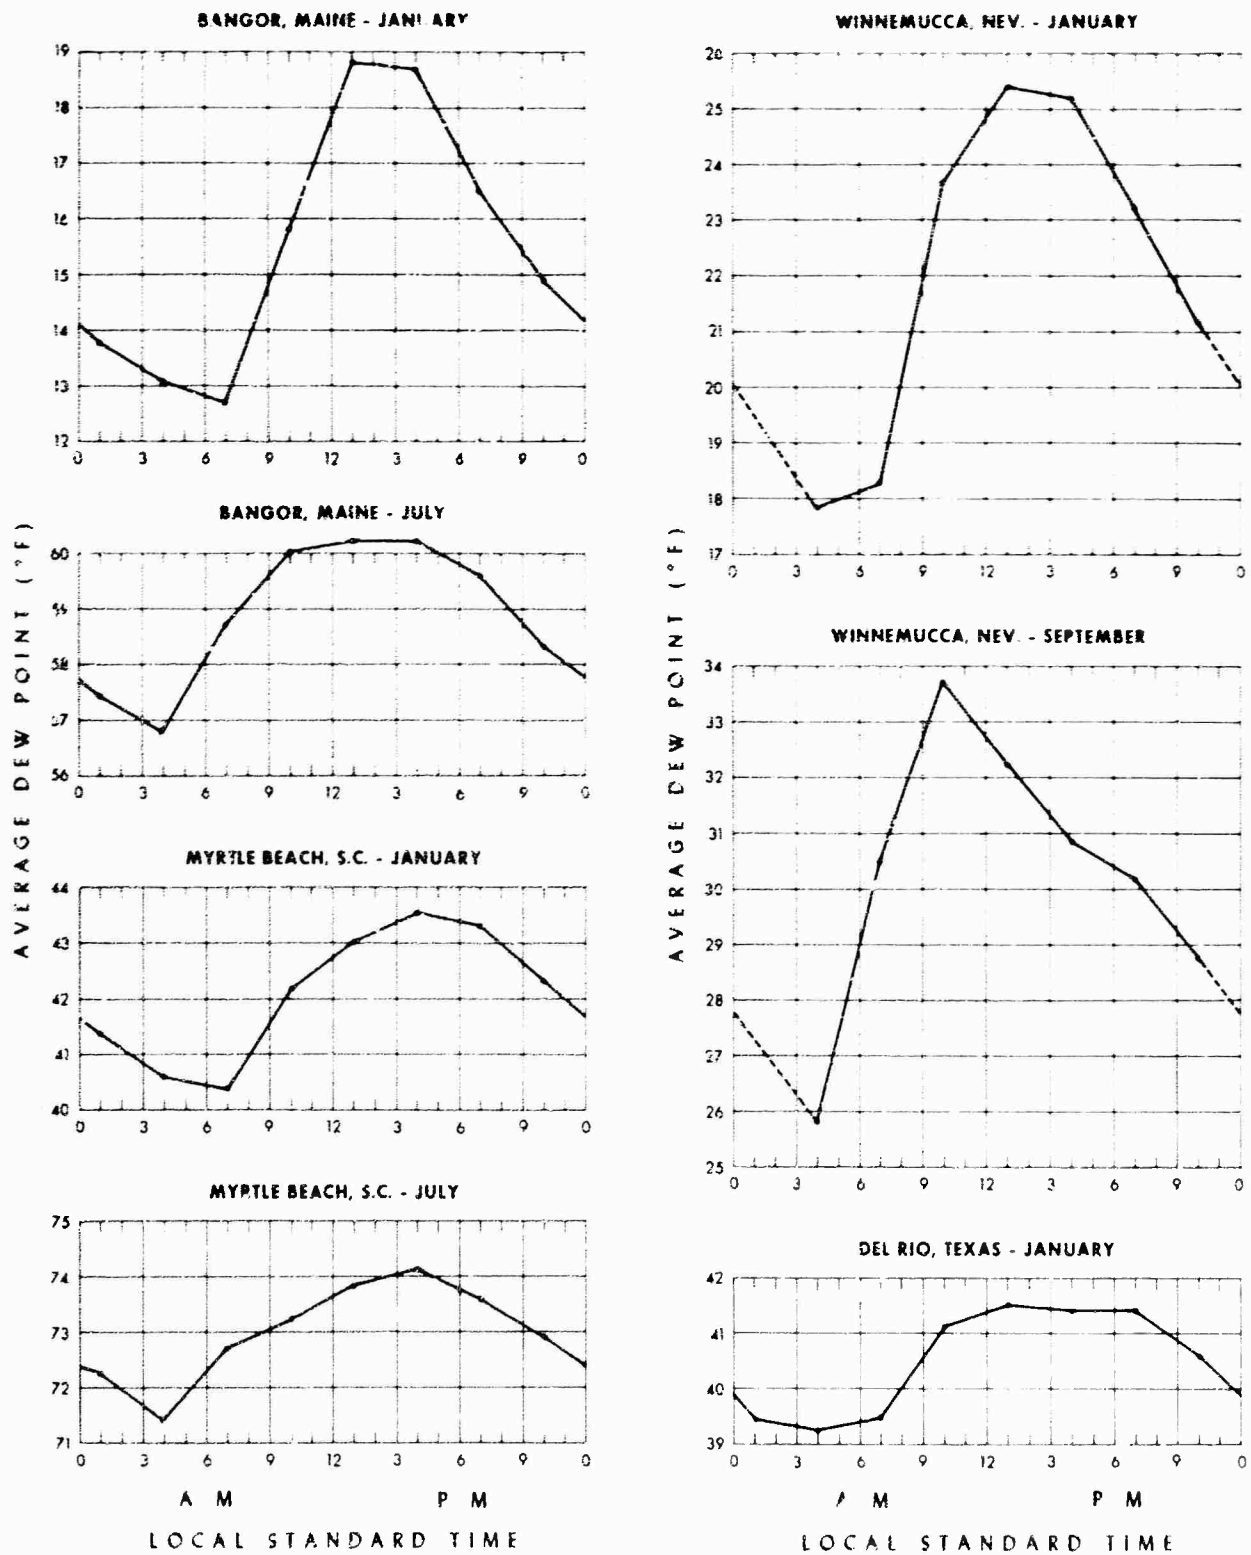 BANGOR, MAINE - JANUARY
19
18
17
16
15
14
13
12
0 3 6 9 12 3 6 9 0
BANGOR, MAINE - JULY
60
59
58
57
56
0 3 6 9 12 3 6 9 0
MYRTLE BEACH, S.C. - JANUARY
44
43
42
41
40
0 3 6 9 12 3 6 9 0
MYRTLE BEACH, S.C. - JULY
75
74
73
72
71
0 3 6 9 12 3 6 9 0
A M P M
LOCAL STANDARD TIME
AVERAGE DEW POINT (°F)
WINNEMUCCA, NEV. - JANUARY
26
25
24
23
22
21
20
19
18
17
0 3 6 9 12 3 6 9 0
WINNEMUCCA, NEV. - SEPTEMBER
34
33
32
31
30
29
28
27
26
25
0 3 6 9 12 3 6 9 0
DEL RIO, TEXAS - JANUARY
42
41
40
39
0 3 6 9 12 3 6 9 0
A M P M
LOCAL STANDARD TIME
AVERAGE DEW POINT (°F)